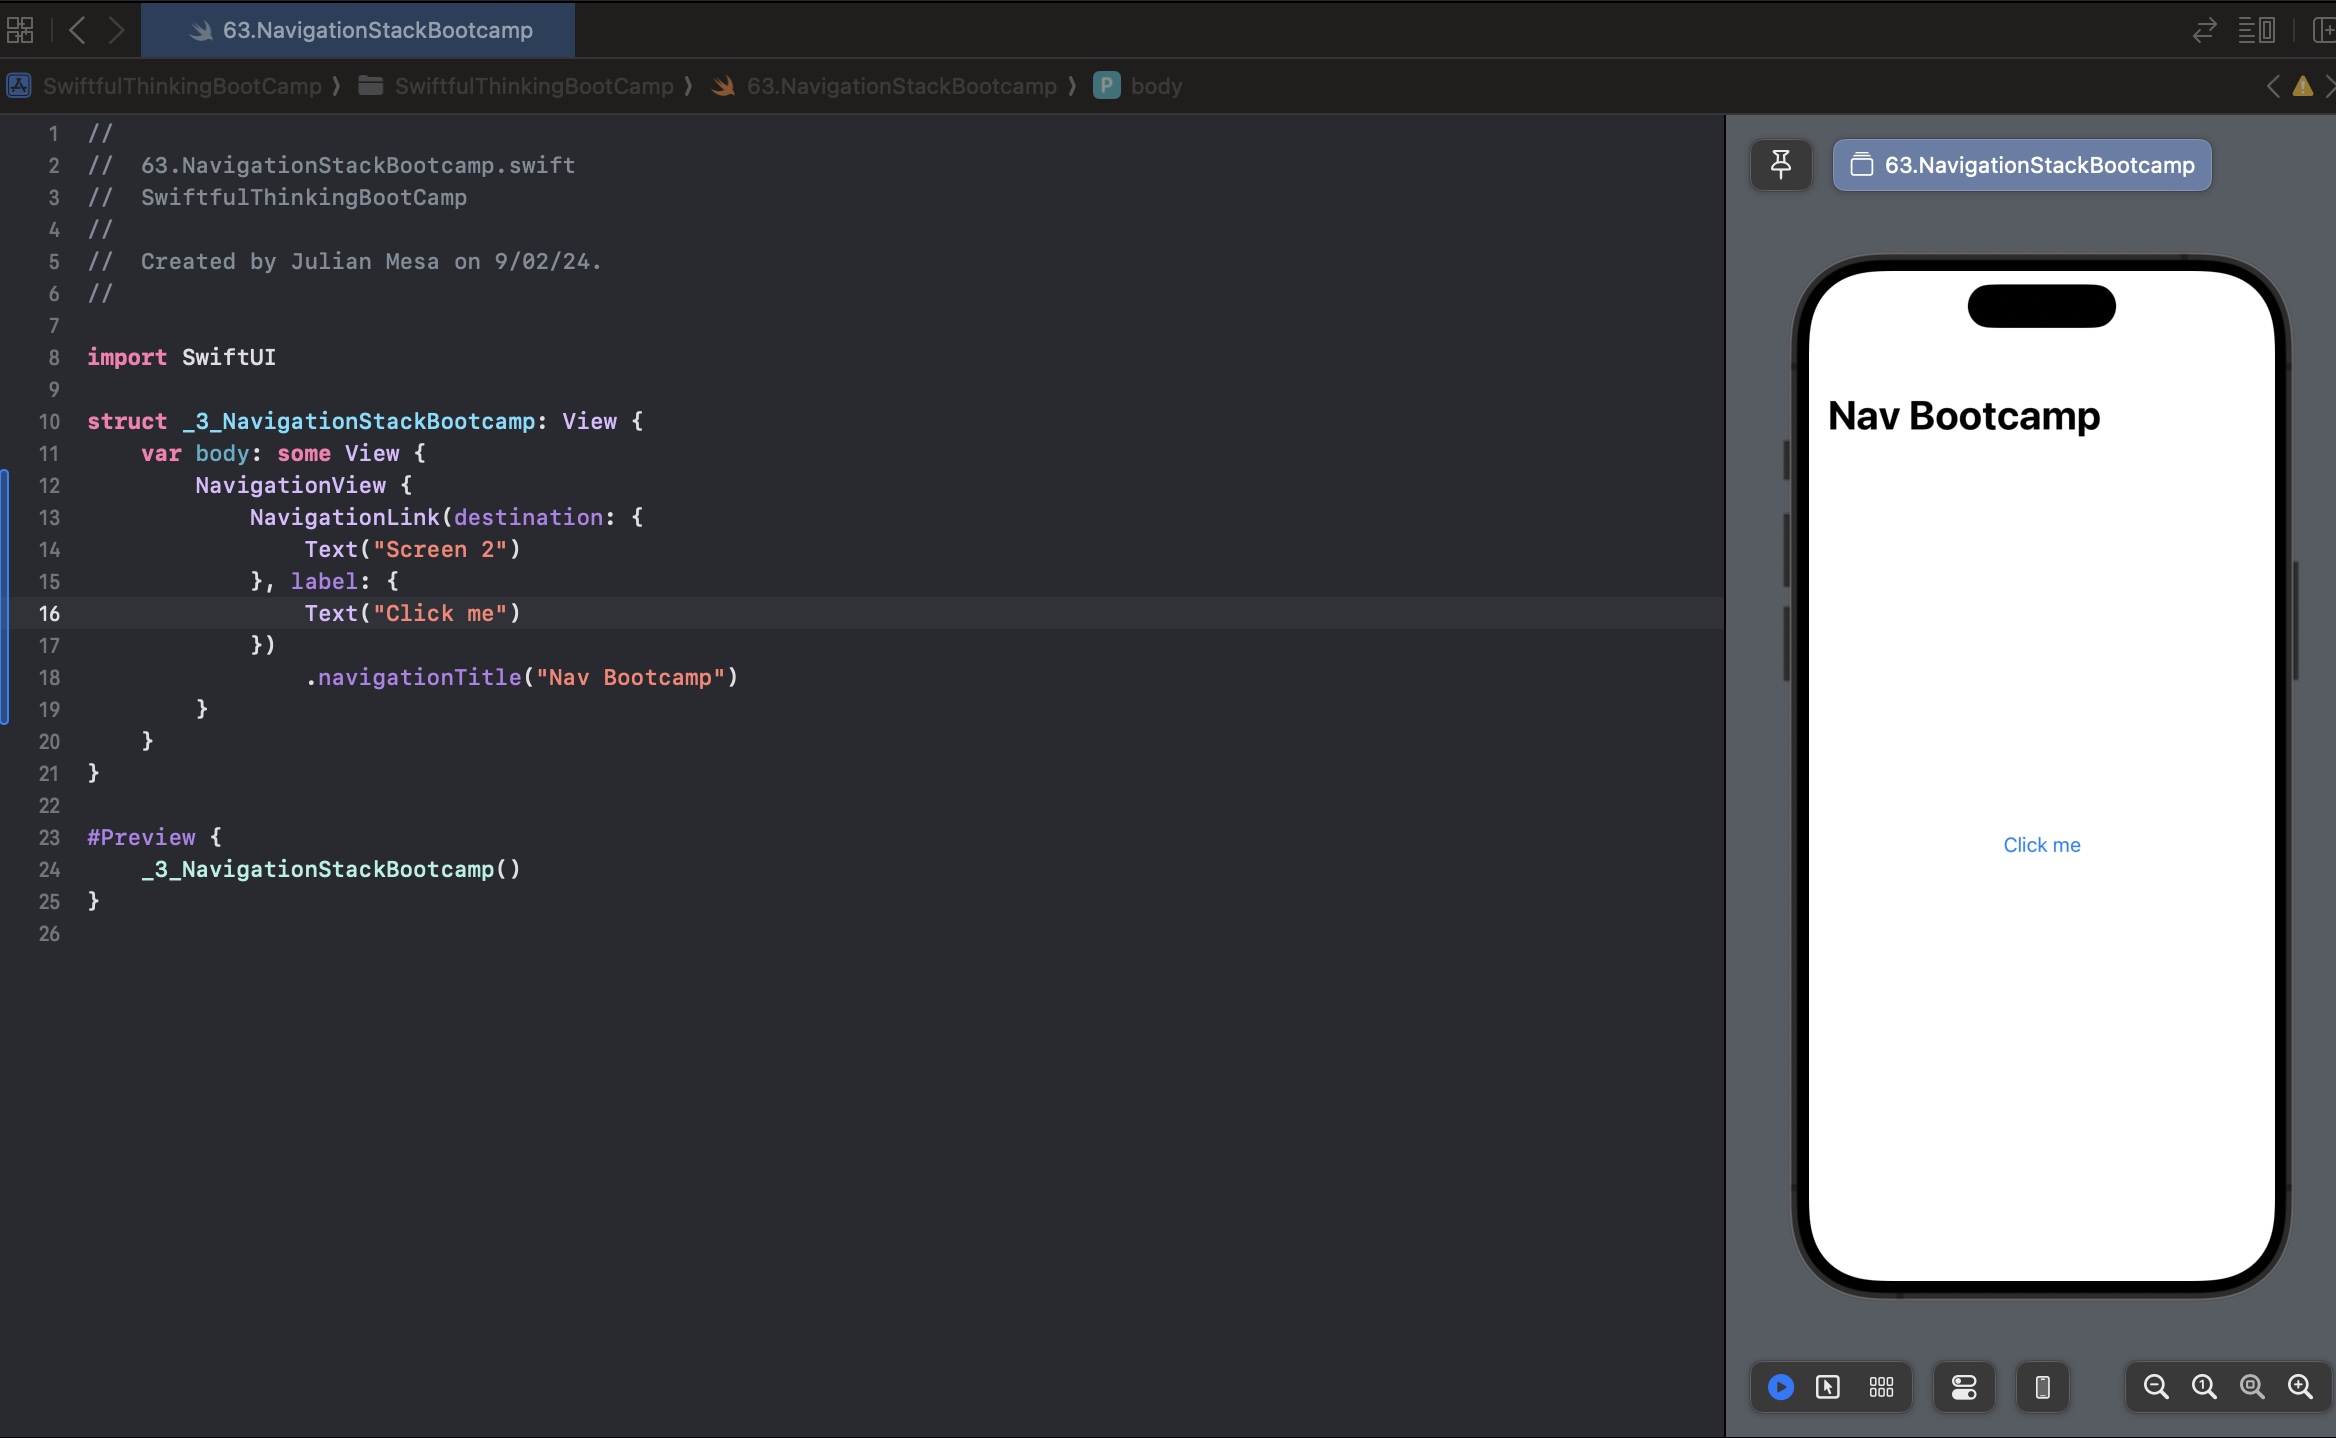 63.NavigationStackBootcamp
SwiftfulThinkingBootCamp ⟩ SwiftfulThinkingBootCamp ⟩ 63.NavigationStackBootcamp ⟩ P body
1 //
2 //  63.NavigationStackBootcamp.swift
3 //  SwiftfulThinkingBootCamp
4 //
5 //  Created by Julian Mesa on 9/02/24.
6 //
7
8 import SwiftUI
9
10 struct _3_NavigationStackBootcamp: View {
11     var body: some View {
12         NavigationView {
13             NavigationLink(destination: {
14                 Text("Screen 2")
15             }, label: {
16                 Text("Click me")
17             })
18                 .navigationTitle("Nav Bootcamp")
19         }
20     }
21 }
22
23 #Preview {
24     _3_NavigationStackBootcamp()
25 }
26
63.NavigationStackBootcamp
Nav Bootcamp
Click me